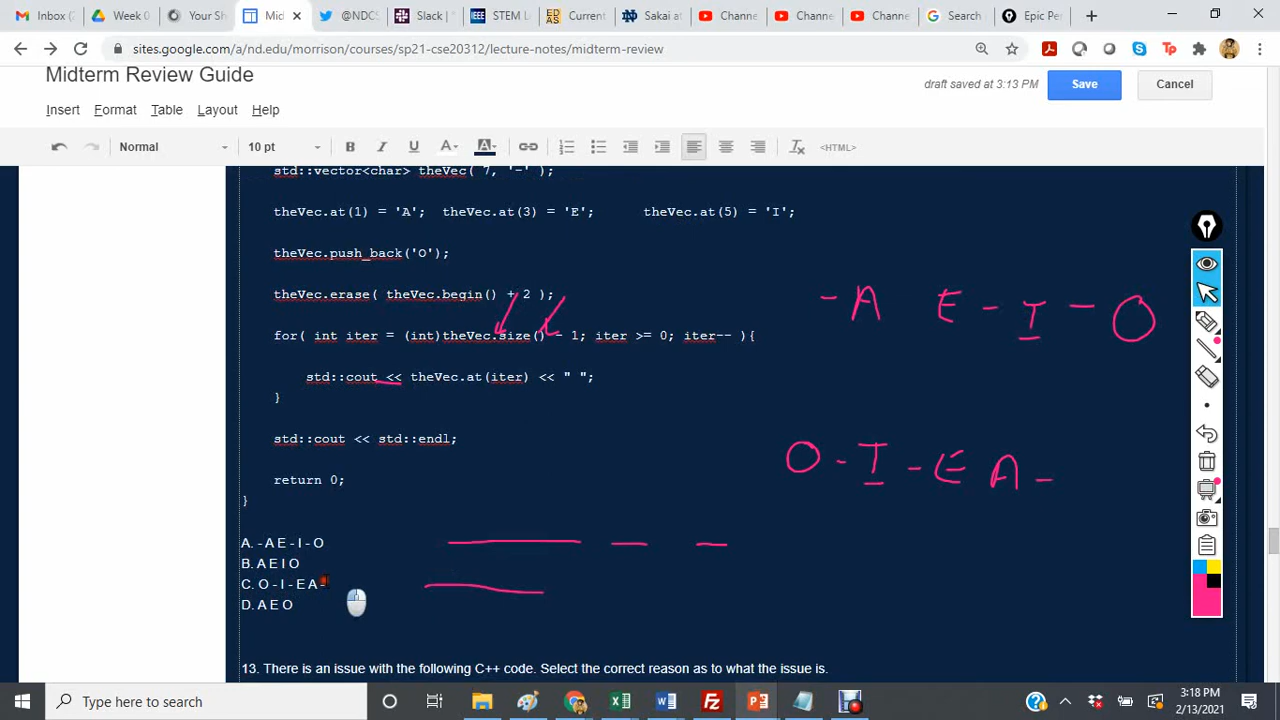 Inbox (
Week 0
Your Sh
Mid
@NDCS
Slack |
STEM L
Current
Sakai at
Channe
Channe
Channe
Search
Epic Pe
sites.google.com/a/nd.edu/morrison/courses/sp21-cse20312/lecture-notes/midterm-review
Midterm Review Guide
draft saved at 3:13 PM
Save
Cancel
Insert Format Table Layout Help
Normal 10 pt B I U A A <HTML>
std::vector<char> theVec( 7, '-' );
theVec.at(1) = 'A'; theVec.at(3) = 'E'; theVec.at(5) = 'I';
theVec.push_back('O');
theVec.erase( theVec.begin() + 2 );
- A E - I - O
for( int iter = (int)theVec.size() - 1; iter >= 0; iter-- ){
std::cout << theVec.at(iter) << " ";
}
std::cout << std::endl;
O - I - E A -
return 0;
}
A. - A E - I - O
B. A E I O
C. O - I - E A -
D. A E O
13. There is an issue with the following C++ code. Select the correct reason as to what the issue is.
Type here to search
3:18 PM
2/13/2021